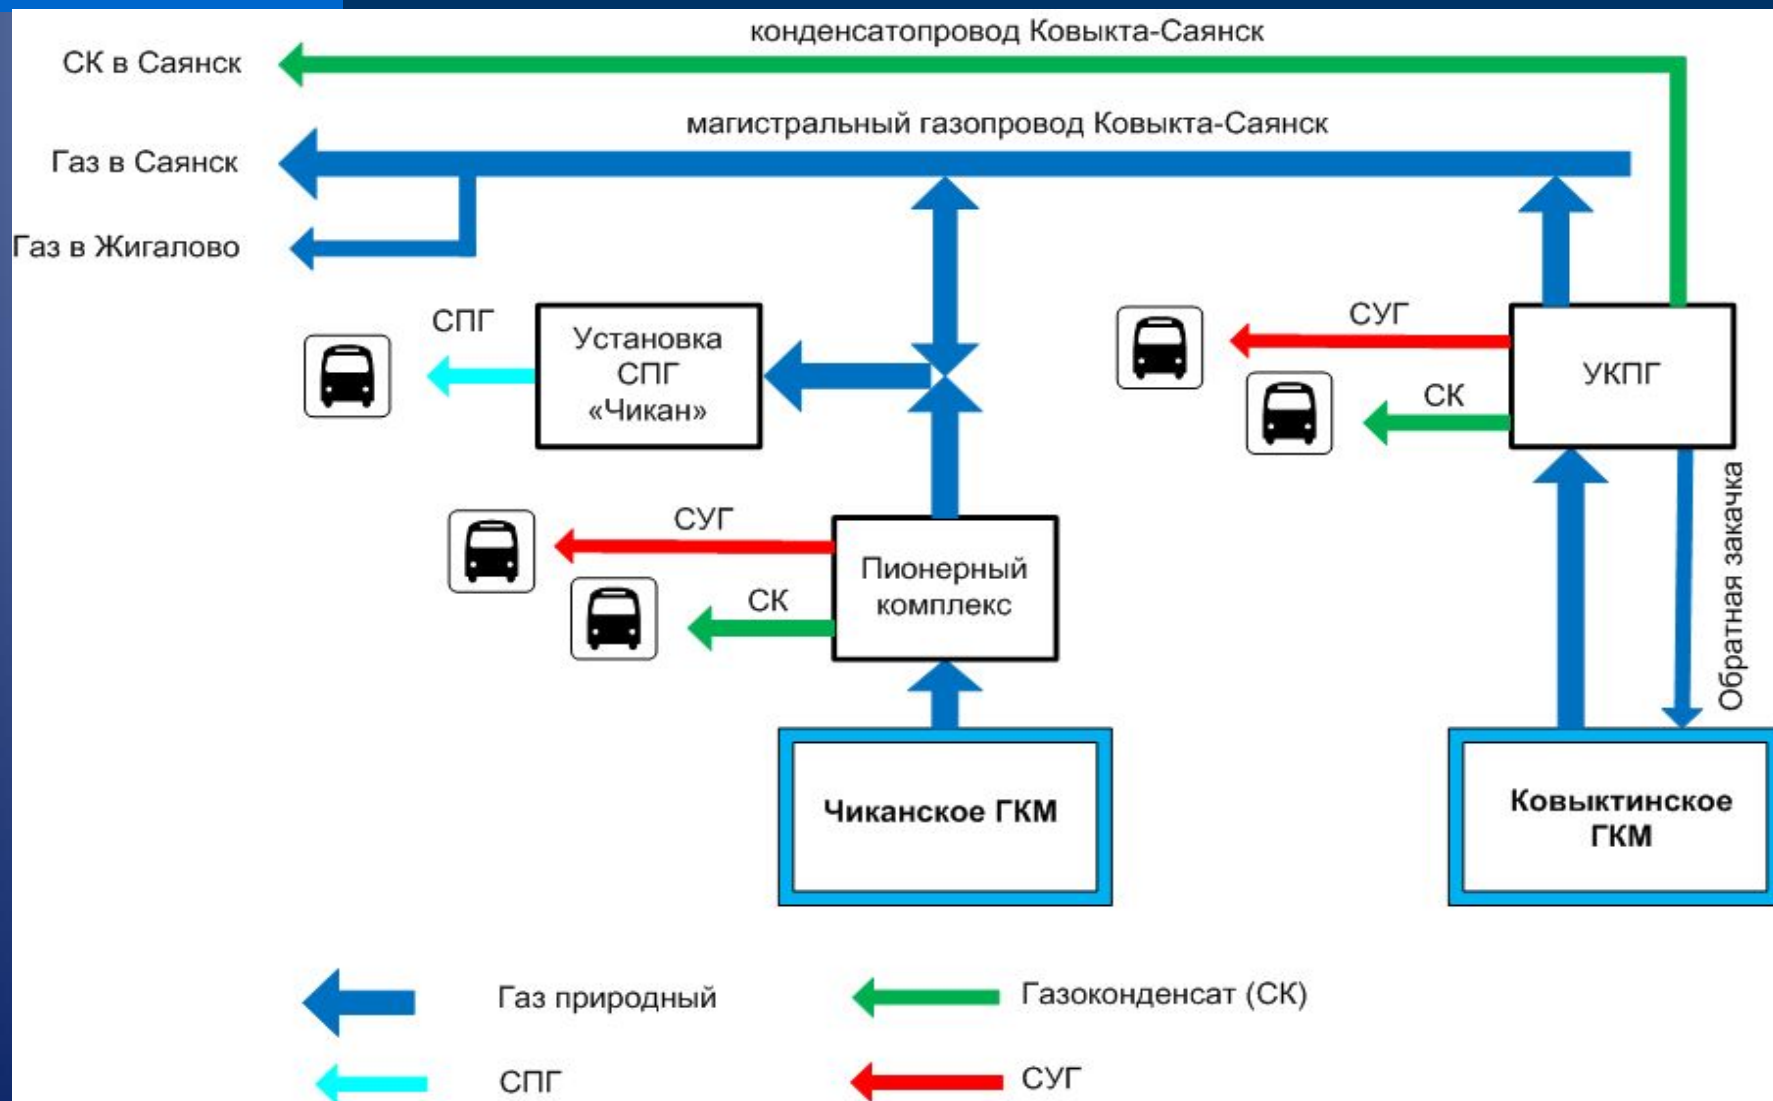 конденсатопровод Ковыкта-Саянск
СК в Саянск
магистральный газопровод Ковыкта-Саянск
Газ в Саянск
Газ в Жигалово
СПГ
Установка
СПГ
«Чикан»
СУГ
СК
УКПГ
Обратная закачка
СУГ
СК
Пионерный
комплекс
Чиканское ГКМ
Ковыктинское
ГКМ
Газ природный
Газоконденсат (СК)
СПГ
СУГ